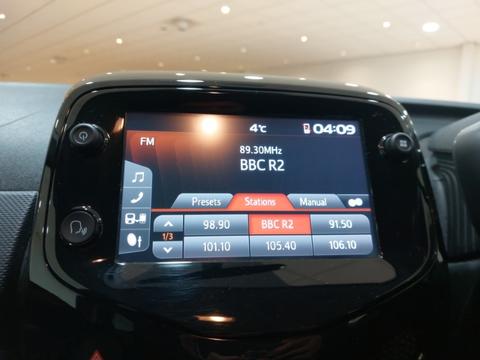 4°C 04:09
FM
89.30MHz
BBC R2
Presets Stations Manual
98.90 BBC R2 91.50
1/3
101.10 105.40 106.10